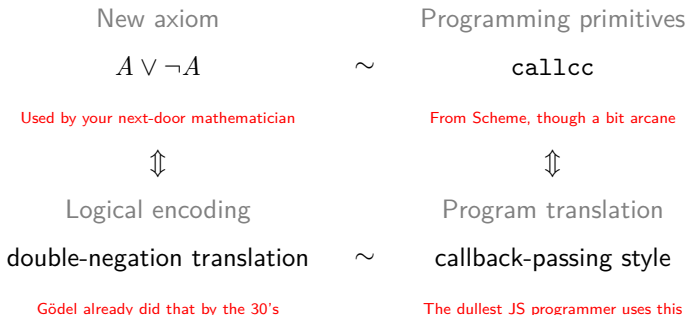 New axiom Programming primitives
A ∨ ¬A ∼ callcc
Used by your next-door mathematician From Scheme, though a bit arcane
⇕ ⇕
Logical encoding Program translation
double-negation translation ∼ callback-passing style
Gödel already did that by the 30's The dullest JS programmer uses this